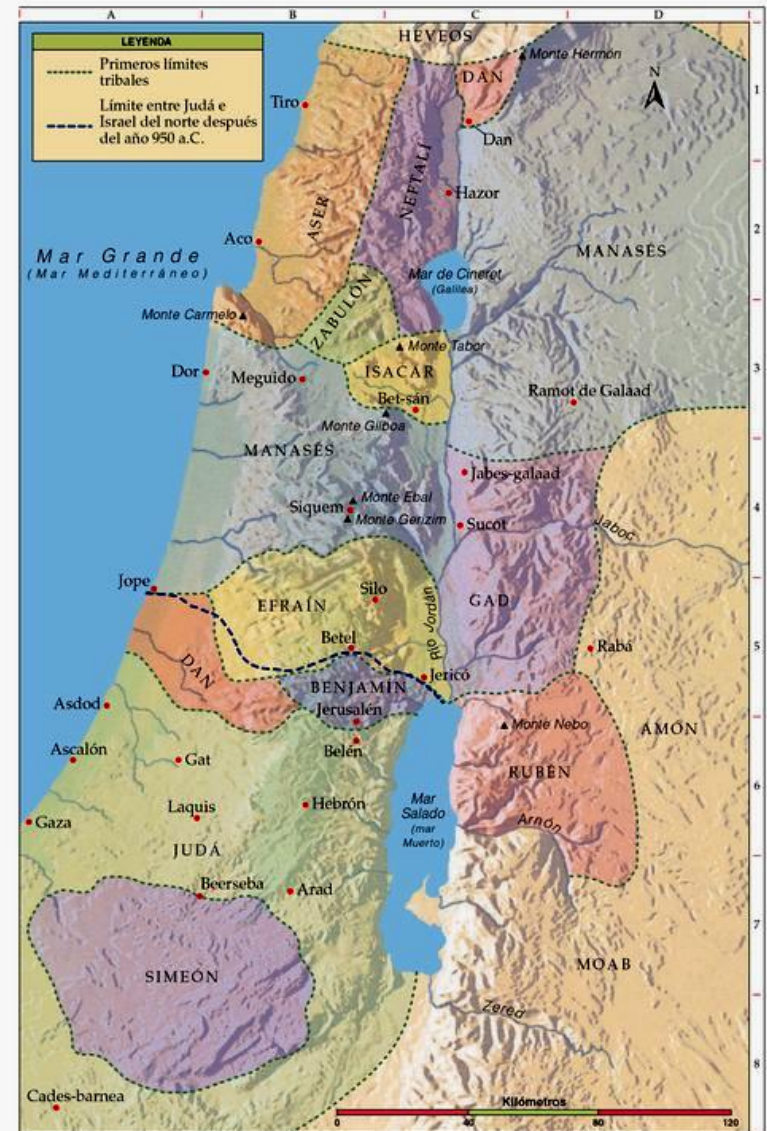 A
B
C
D
LEYENDA
Primeros límites
tribales
Límite entre Judá e
Israel del norte después
del año 950 a.C.
HEVEOS
Monte Hermón
DAN
N
1
Tiro
Dan
NEFTALÍ
Hazor
ASER
2
Aco
MANASÉS
Mar Grande
(Mar Mediterráneo)
Mar de Cineret
(Galilea)
ZABULÓN
Monte Carmelo
Monte Tabor
3
Dor
Meguido
ISACAR
Bet-sán
Ramot de Galaad
Monte Gilboa
MANASÉS
Jabes-galaad
Monte Ebal
Siquem
Monte Gerizim
4
Sucot
Jaboc
Jope
Silo
EFRAÍN
Río Jordán
GAD
Betel
Rabá
5
DAN
Jericó
BENJAMÍN
Asdod
Jerusalén
Monte Nebo
AMÓN
Belén
Ascalón
Gat
RUBÉN
6
Laquis
Hebrón
Mar
Salado
(mar
Muerto)
Gaza
Arnón
JUDÁ
Beerseba
Arad
7
SIMEÓN
MOAB
Zered
8
Cades-barnea
Kilómetros
0
40
80
120